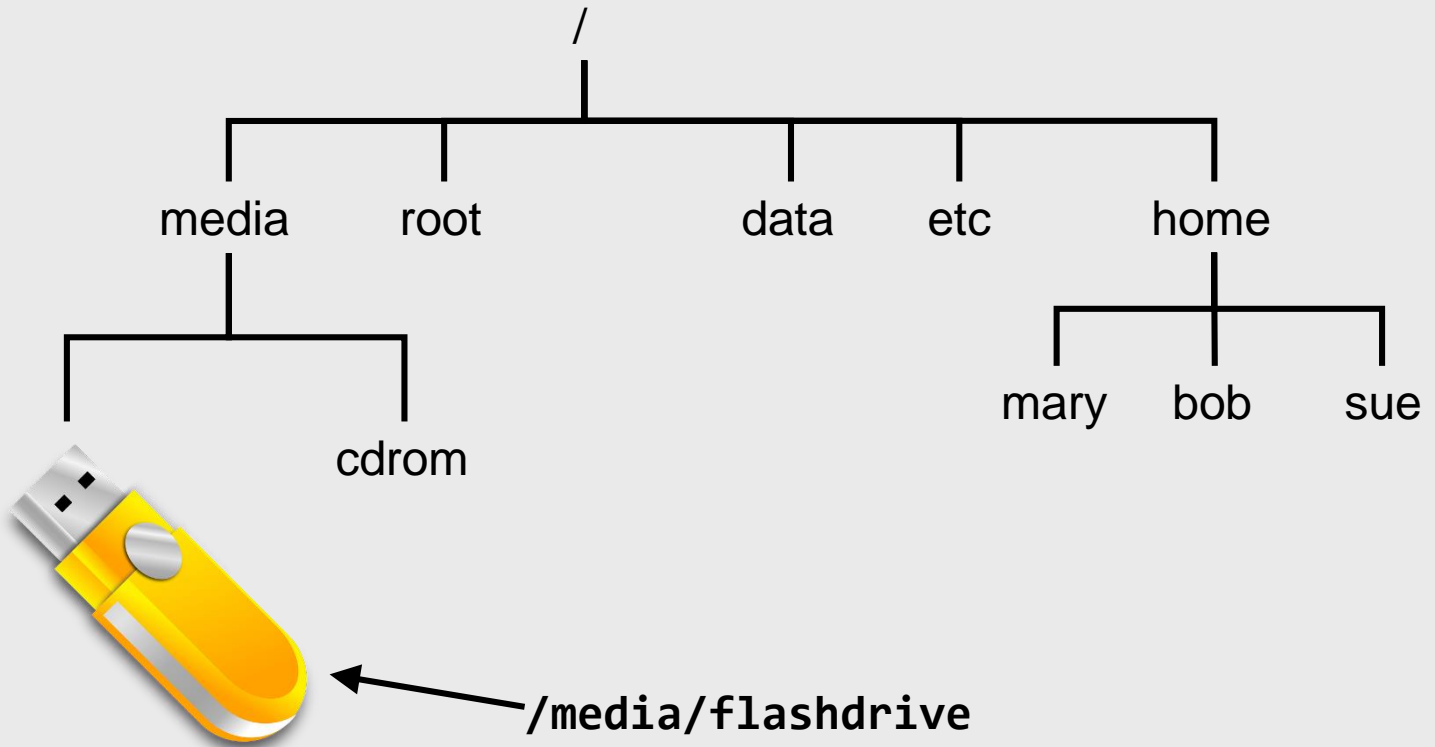 /
media root data etc home
mary bob sue
cdrom
/media/flashdrive